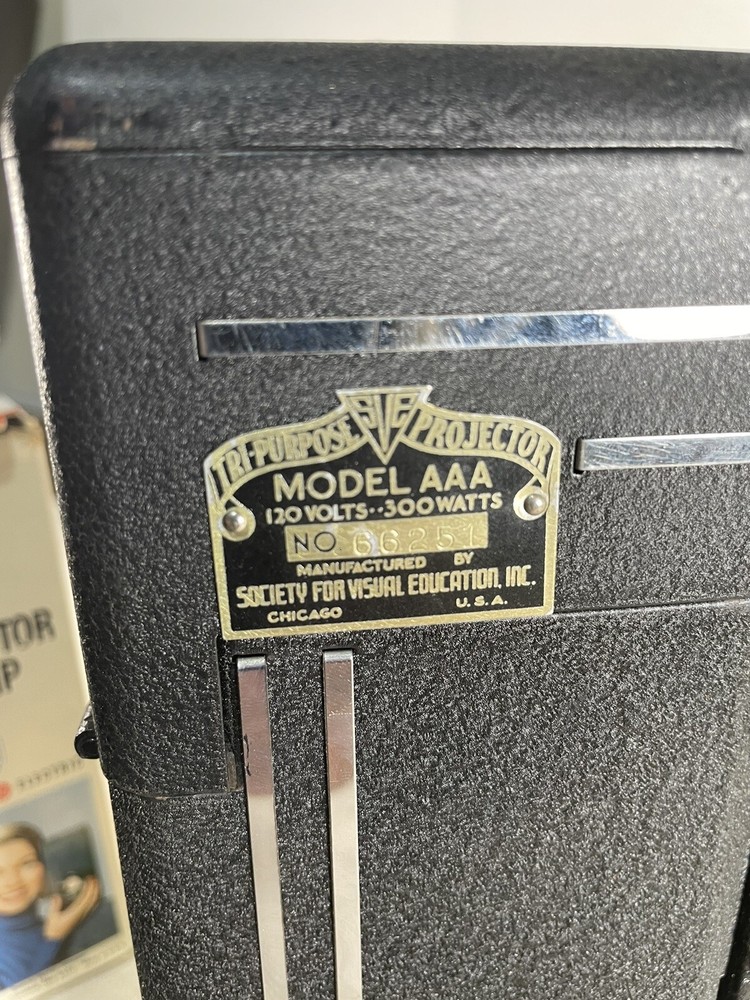 SVE
TRI-PURPOSE PROJECTOR
MODEL AAA
120 VOLTS··300 WATTS
NO 66251
MANUFACTURED BY
SOCIETY FOR VISUAL EDUCATION, INC.
CHICAGO U.S.A.
TOR
P